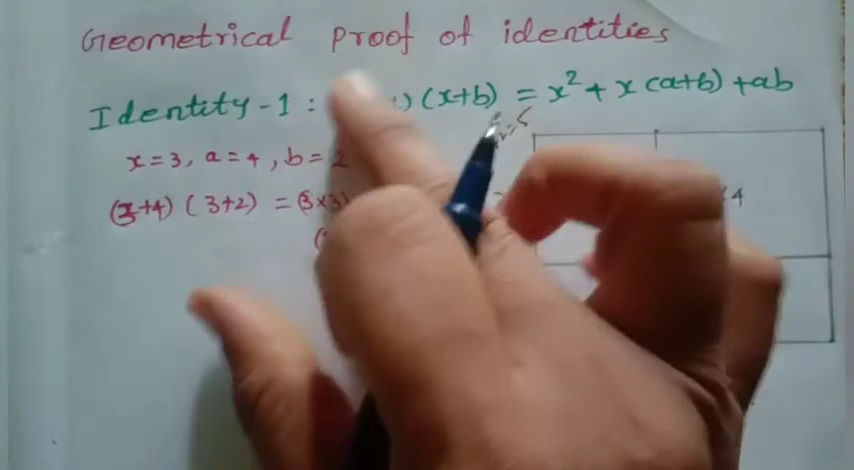 Geometrical Proof of identities
Identity-1: (x+b) = x² + x (a+b) + ab
x=3, a=4, b=2
(3+4) (3+2) = (3×3)
4